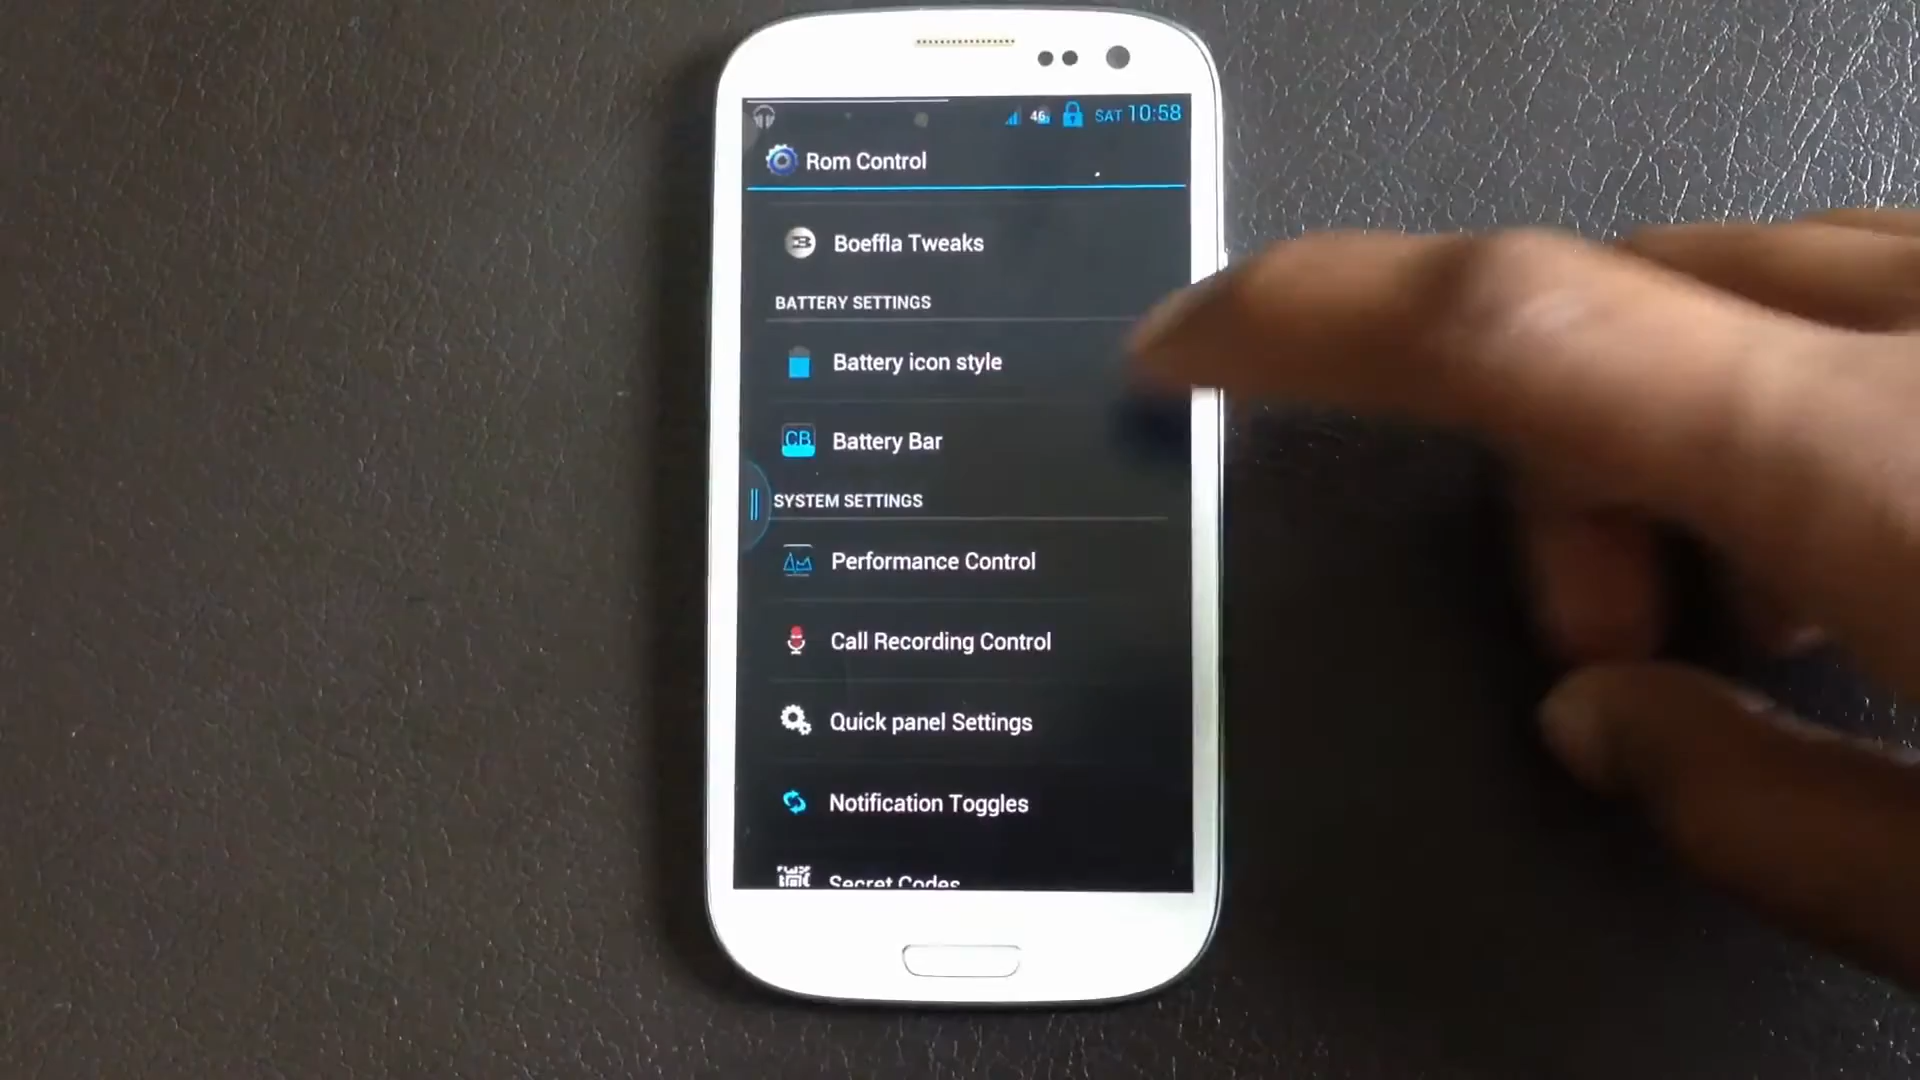 46 SAT 10:58
Rom Control
Boeffla Tweaks
BATTERY SETTINGS
Battery icon style
CB Battery Bar
SYSTEM SETTINGS
Performance Control
Call Recording Control
Quick panel Settings
Notification Toggles
Secret Codes